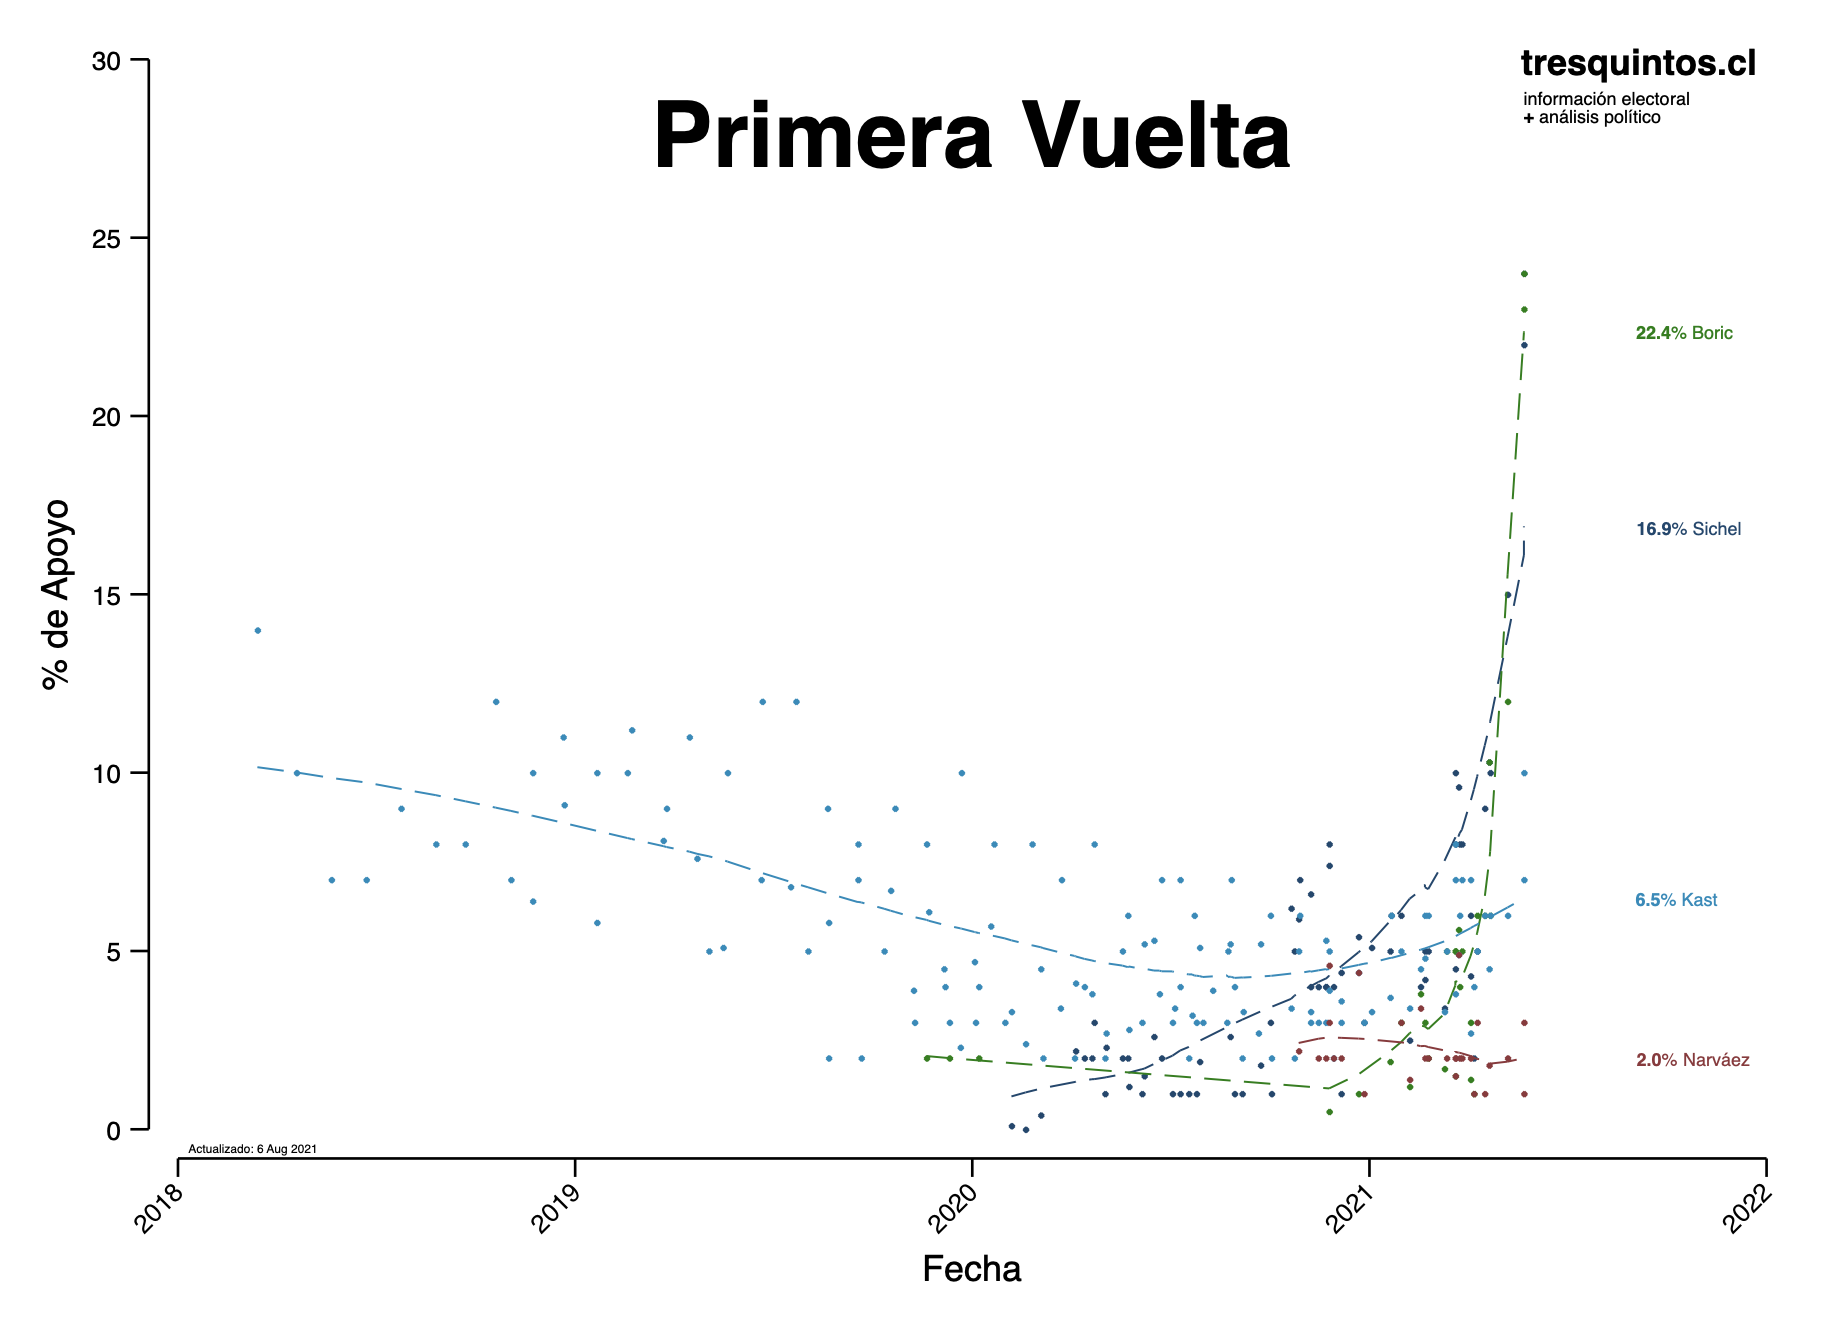 Primera Vuelta
tresquintos.cl
información electoral
+ análisis político
% de Apoyo
30
25
20
15
10
5
0
22.4% Boric
16.9% Sichel
6.5% Kast
2.0% Narváez
Actualizado: 6 Aug 2021
2018
2019
2020
2021
2022
Fecha